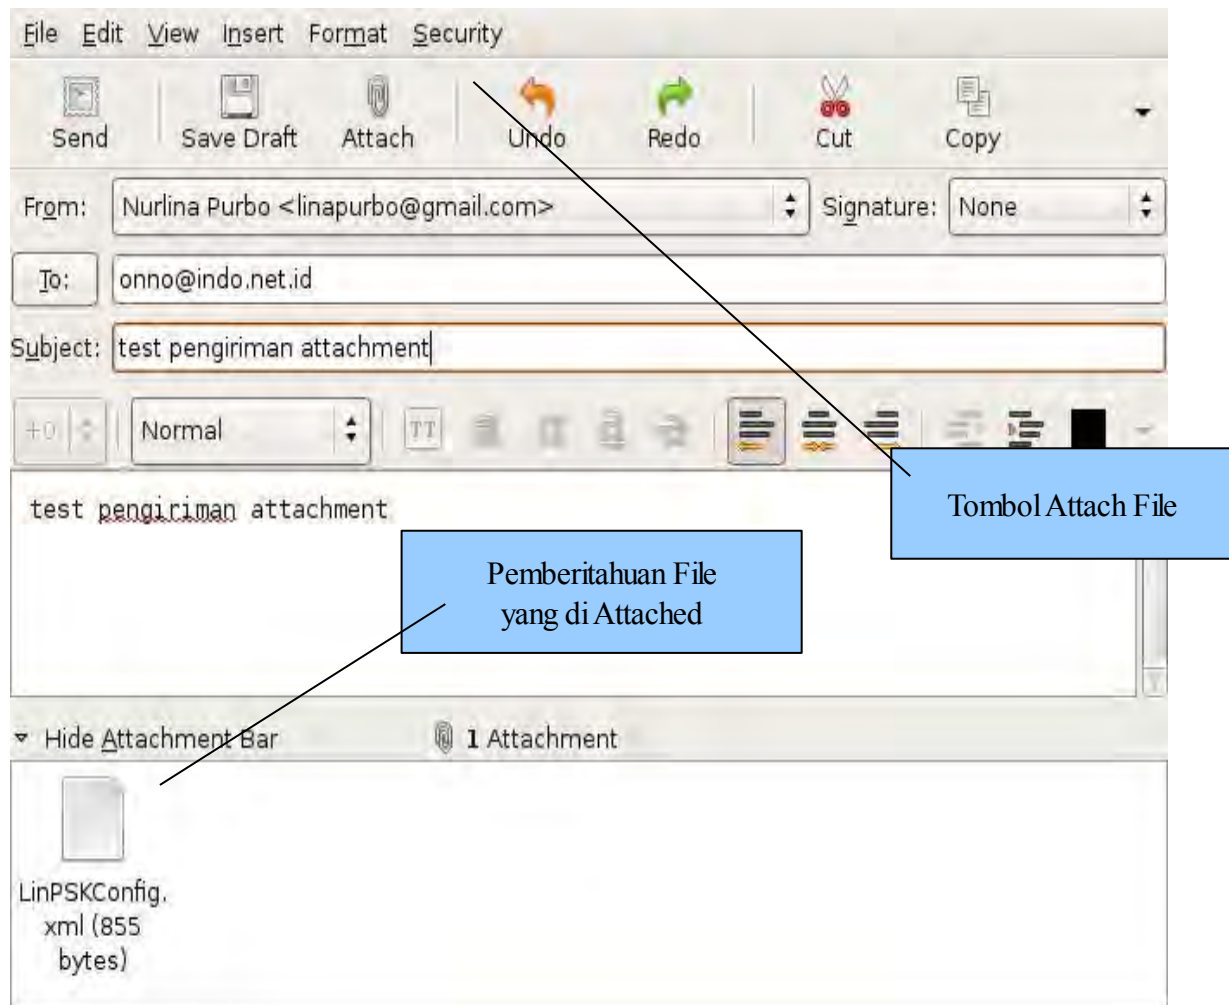 File Edit View Insert Format Security
Send Save Draft Attach Undo Redo Cut Copy
From: Nurlina Purbo <linapurbo@gmail.com> Signature: None
To: onno@indo.net.id
Subject: test pengiriman attachment
+0 Normal TT
test pengiriman attachment
Tombol Attach File
Pemberitahuan File
yang di Attached
Hide Attachment Bar 1 Attachment
LinPSKConfig.
xml (855
bytes)